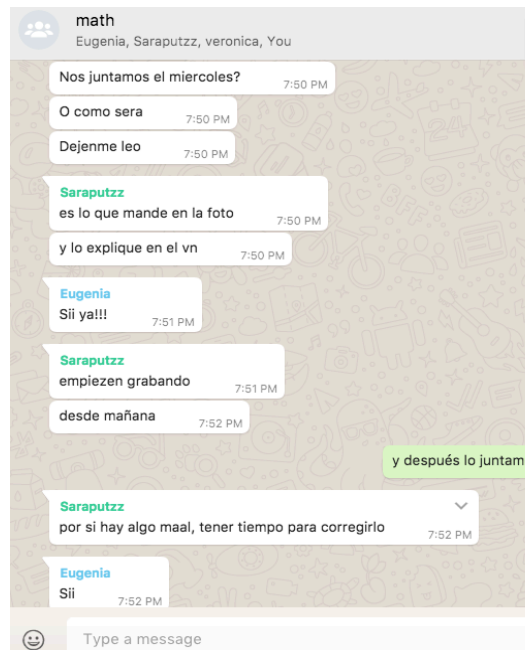 math
Eugenia, Saraputzz, veronica, You
Nos juntamos el miercoles?
7:50 PM
O como sera
7:50 PM
Dejenme leo
7:50 PM
Saraputzz
es lo que mande en la foto
7:50 PM
y lo explique en el vn
7:50 PM
Eugenia
Sii ya!!!
7:51 PM
Saraputzz
empiezen grabando
7:51 PM
desde mañana
7:52 PM
y después lo juntam
Saraputzz
por si hay algo maal, tener tiempo para corregirlo
7:52 PM
Eugenia
Sii
7:52 PM
Type a message